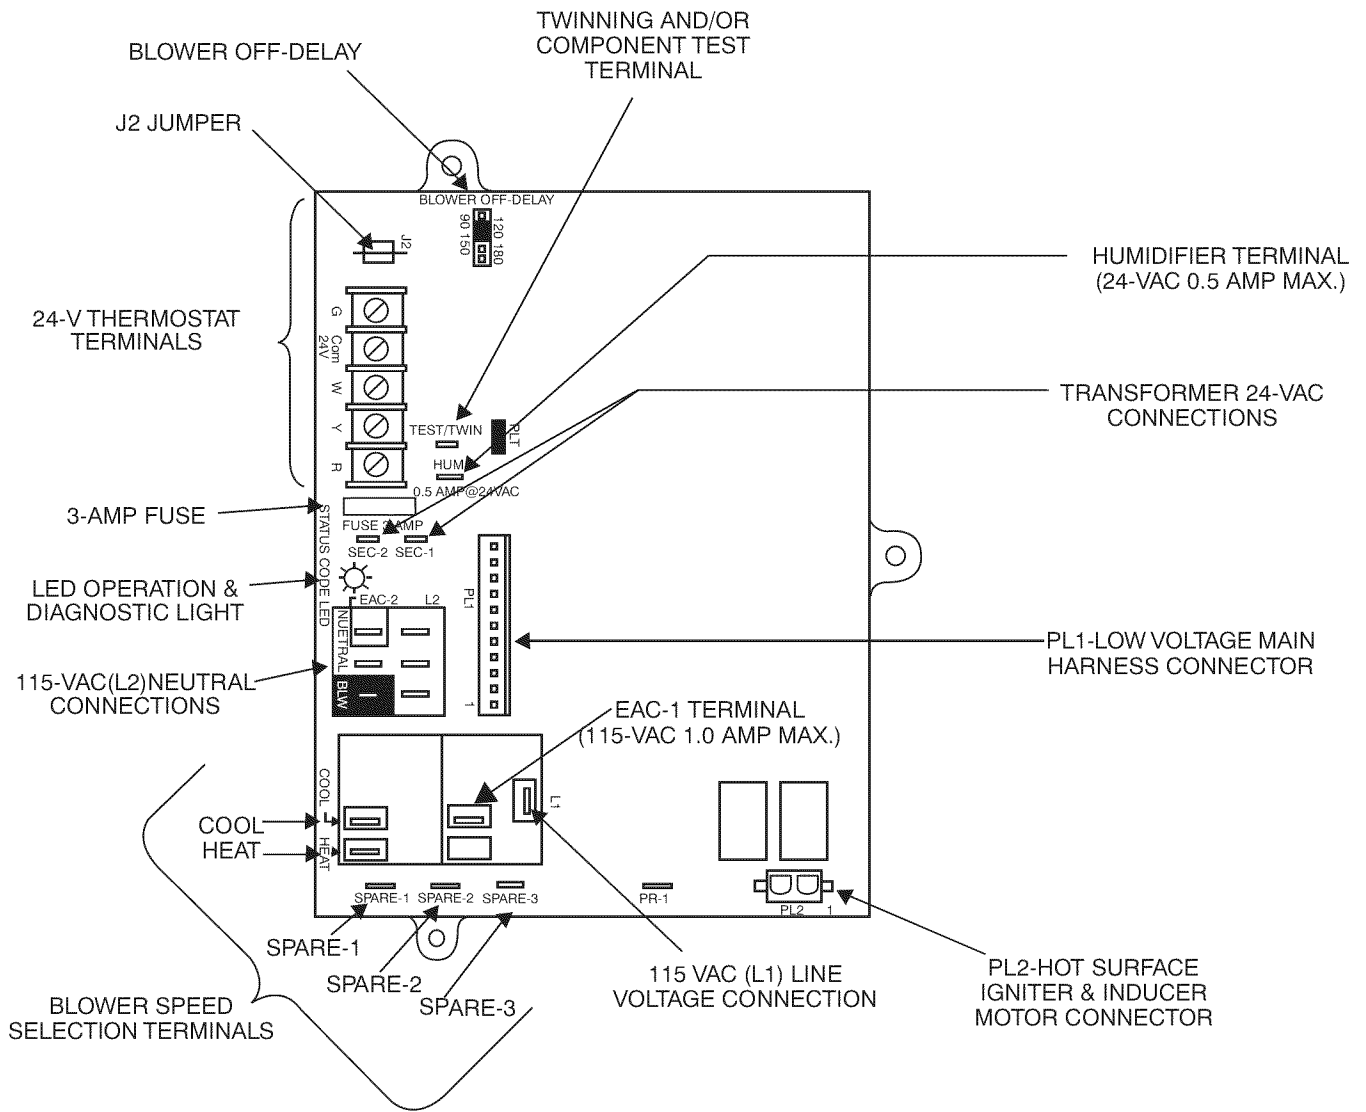 TWINNING AND/OR
COMPONENT TEST
TERMINAL
BLOWER OFF-DELAY
J2 JUMPER
BLOWER OFF-DELAY
90 150
120 180
J2
HUMIDIFIER TERMINAL
(24-VAC 0.5 AMP MAX.)
24-V THERMOSTAT
TERMINALS
G
Com
24V
W
Y
R
TRANSFORMER 24-VAC
CONNECTIONS
TEST/TWIN
PLT
HUM
0.5 AMP@24VAC
3-AMP FUSE
FUSE 3-AMP
STATUS CODE LED
SEC-2 SEC-1
LED OPERATION &
DIAGNOSTIC LIGHT
EAC-2 L2
NUETRAL
BLW
PL1
1
PL1-LOW VOLTAGE MAIN
HARNESS CONNECTOR
115-VAC(L2)NEUTRAL
CONNECTIONS
EAC-1 TERMINAL
(115-VAC 1.0 AMP MAX.)
COOL
HEAT
L1
COOL
HEAT
SPARE-1 SPARE-2 SPARE-3
PR-1
PL2 1
SPARE-1
SPARE-2
SPARE-3
BLOWER SPEED
SELECTION TERMINALS
115 VAC (L1) LINE
VOLTAGE CONNECTION
PL2-HOT SURFACE
IGNITER & INDUCER
MOTOR CONNECTOR